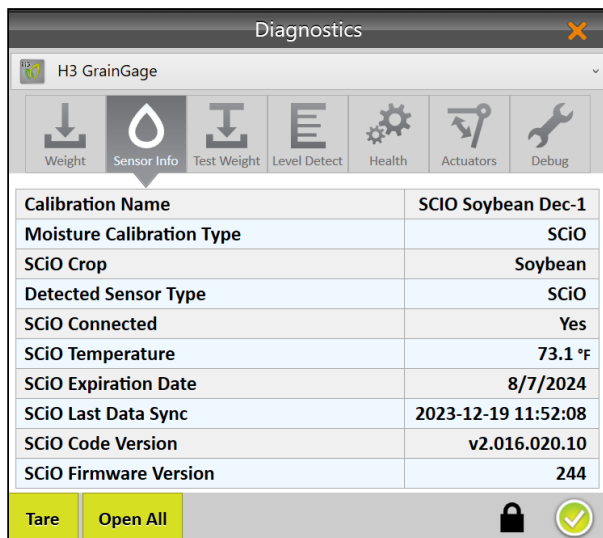 Diagnostics
H3 GrainGage
Weight Sensor Info Test Weight Level Detect Health Actuators Debug
Calibration Name SCIO Soybean Dec-1
Moisture Calibration Type SCiO
SCiO Crop Soybean
Detected Sensor Type SCiO
SCiO Connected Yes
SCiO Temperature 73.1 °F
SCiO Expiration Date 8/7/2024
SCiO Last Data Sync 2023-12-19 11:52:08
SCiO Code Version v2.016.020.10
SCiO Firmware Version 244
Tare Open All